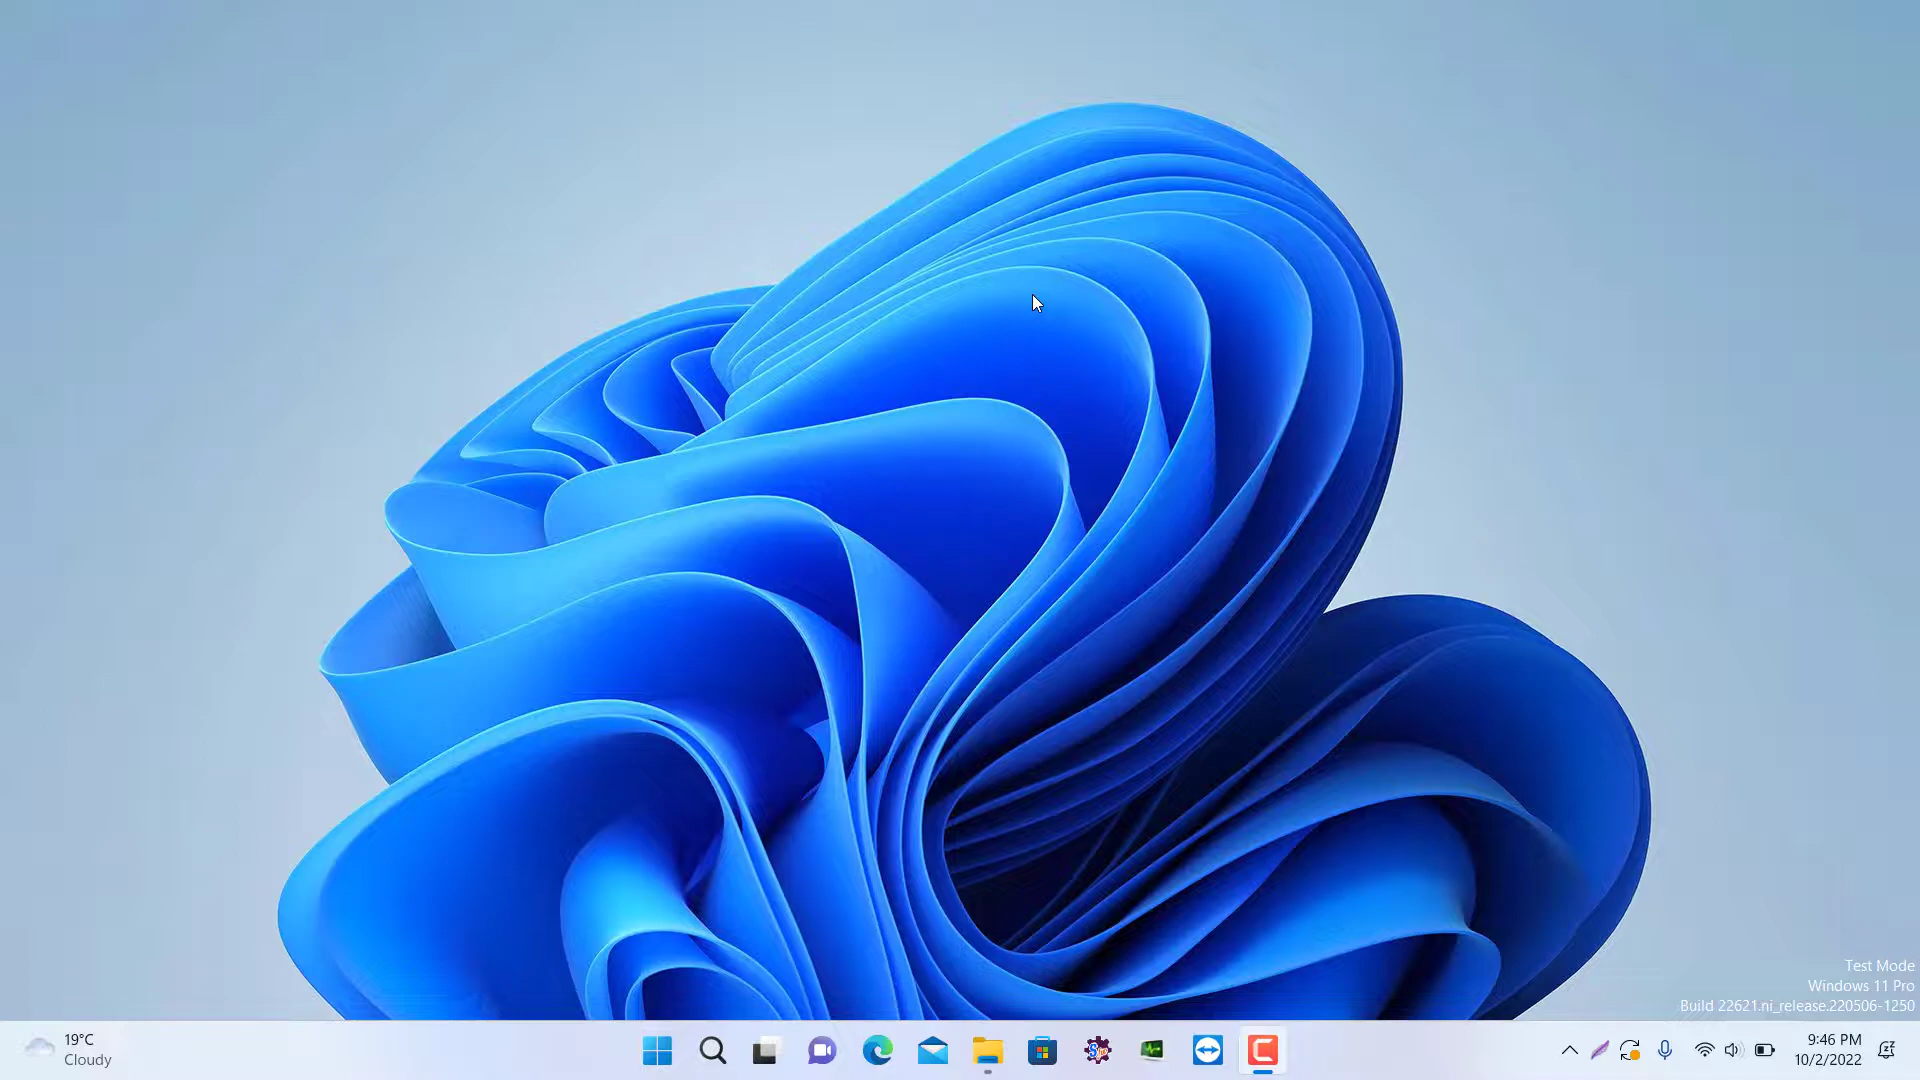 Test Mode
Windows 11 Pro
Build 22621.ni_release.220506-1250
19°C
Cloudy
9:46 PM
10/2/2022